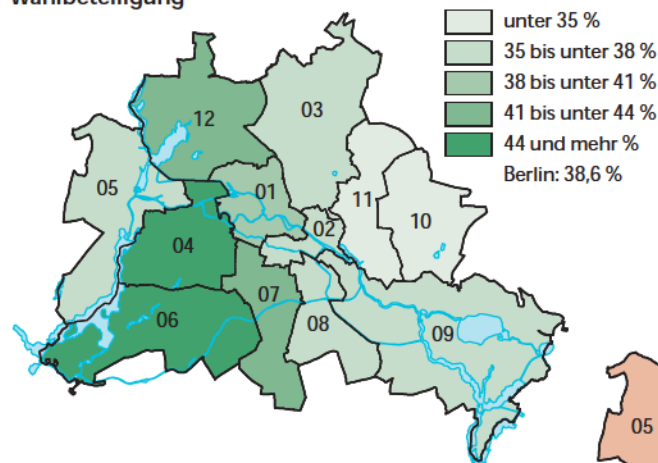 Wahlbeteiligung
unter 35 %
35 bis unter 38 %
38 bis unter 41 %
41 bis unter 44 %
44 und mehr %
Berlin: 38,6 %
03
12
05
01
11
10
02
04
07
06
08
09
05